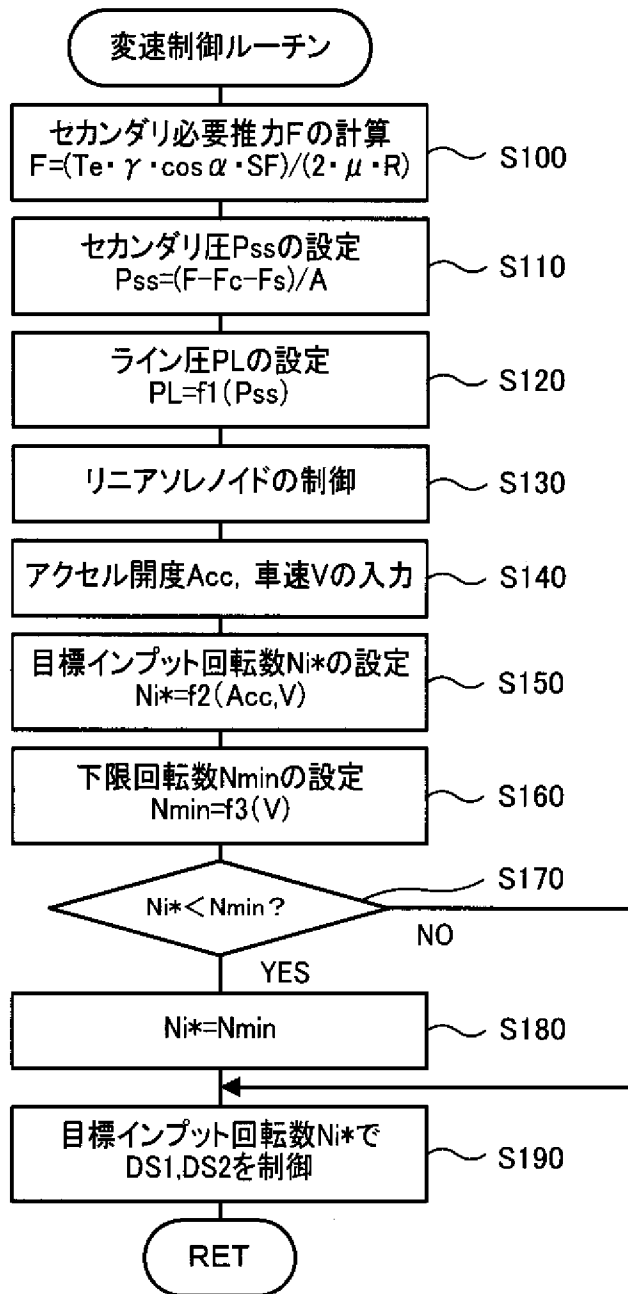 変速制御ルーチン
セカンダリ必要推力Fの計算
F=(Te・γ・cosα・SF)/(2・μ・R)
S100
セカンダリ圧Pssの設定
Pss=(F-Fc-Fs)/A
S110
ライン圧PLの設定
PL=f1(Pss)
S120
リニアソレノイドの制御
S130
アクセル開度Acc, 車速Vの入力
S140
目標インプット回転数Ni*の設定
Ni*=f2(Acc,V)
S150
下限回転数Nminの設定
Nmin=f3(V)
S160
Ni*<Nmin?
S170
NO
YES
Ni*=Nmin
S180
目標インプット回転数Ni*で
DS1,DS2を制御
S190
RET